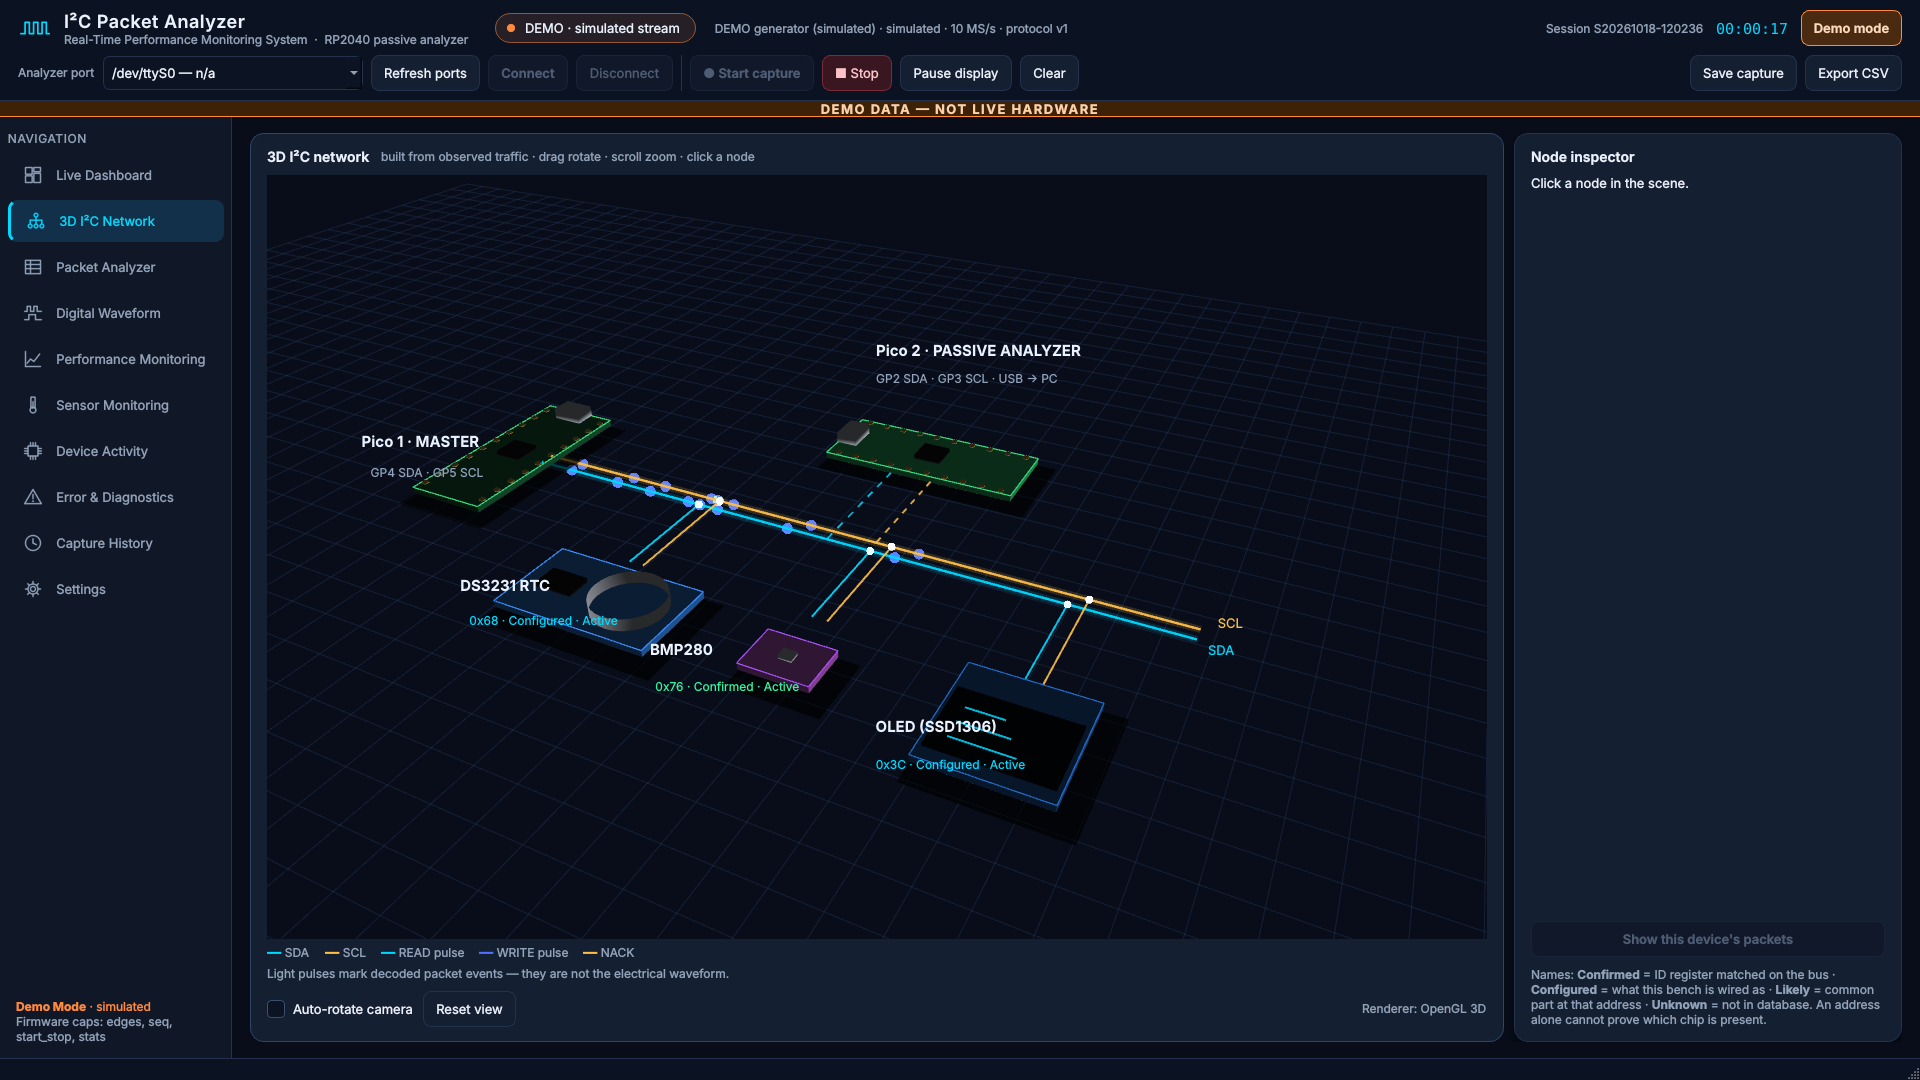 I²C Packet Analyzer
Real-Time Performance Monitoring System · RP2040 passive analyzer
DEMO · simulated stream
DEMO generator (simulated) · simulated · 10 MS/s · protocol v1
Session S20261018-120236
00:00:17
Demo mode
Analyzer port
/dev/ttyS0 — n/a
Refresh ports
Connect
Disconnect
Start capture
Stop
Pause display
Clear
Save capture
Export CSV
DEMO DATA — NOT LIVE HARDWARE
NAVIGATION
Live Dashboard
3D I²C Network
Packet Analyzer
Digital Waveform
Performance Monitoring
Sensor Monitoring
Device Activity
Error & Diagnostics
Capture History
Settings
Demo Mode · simulated
Firmware caps: edges, seq,
start_stop, stats
3D I²C network
built from observed traffic · drag rotate · scroll zoom · click a node
Pico 2 · PASSIVE ANALYZER
GP2 SDA · GP3 SCL · USB → PC
Pico 1 · MASTER
GP4 SDA · GP5 SCL
DS3231 RTC
0x68 · Configured · Active
BMP280
0x76 · Confirmed · Active
SCL
SDA
OLED (SSD1306)
0x3C · Configured · Active
SDA
SCL
READ pulse
WRITE pulse
NACK
Light pulses mark decoded packet events — they are not the electrical waveform.
Auto-rotate camera
Reset view
Renderer: OpenGL 3D
Node inspector
Click a node in the scene.
Show this device's packets
Names: Confirmed = ID register matched on the bus ·
Configured = what this bench is wired as · Likely = common
part at that address · Unknown = not in database. An address
alone cannot prove which chip is present.